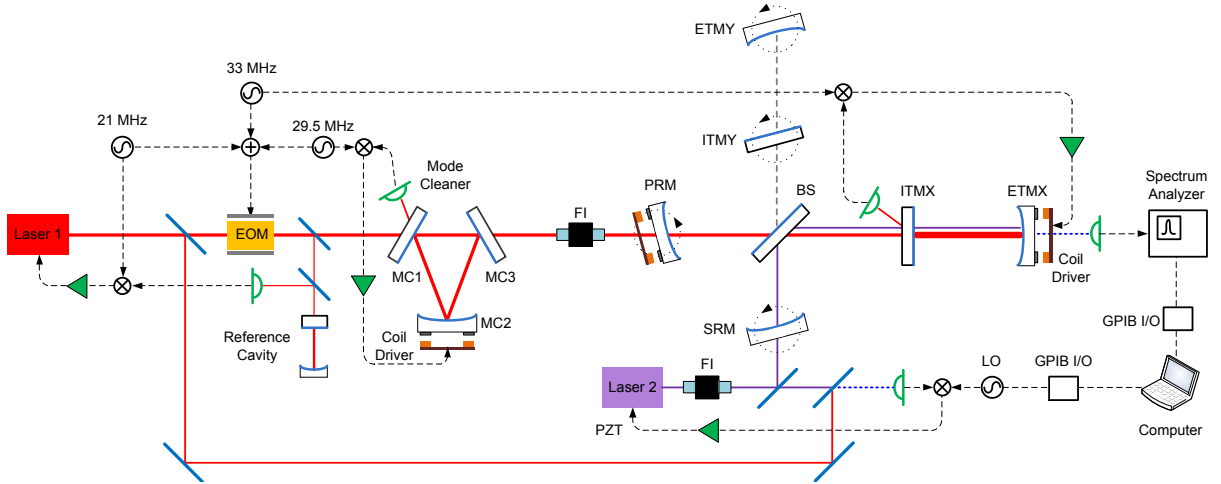 ETMY
33 MHz
21 MHz
29.5 MHz
ITMY
Mode
Cleaner
PRM
BS
ITMX
ETMX
Spectrum
Analyzer
FI
Laser 1
EOM
MC1
MC3
Coil
Driver
MC2
Reference
Cavity
Coil
Driver
SRM
GPIB I/O
FI
LO
GPIB I/O
Laser 2
PZT
Computer